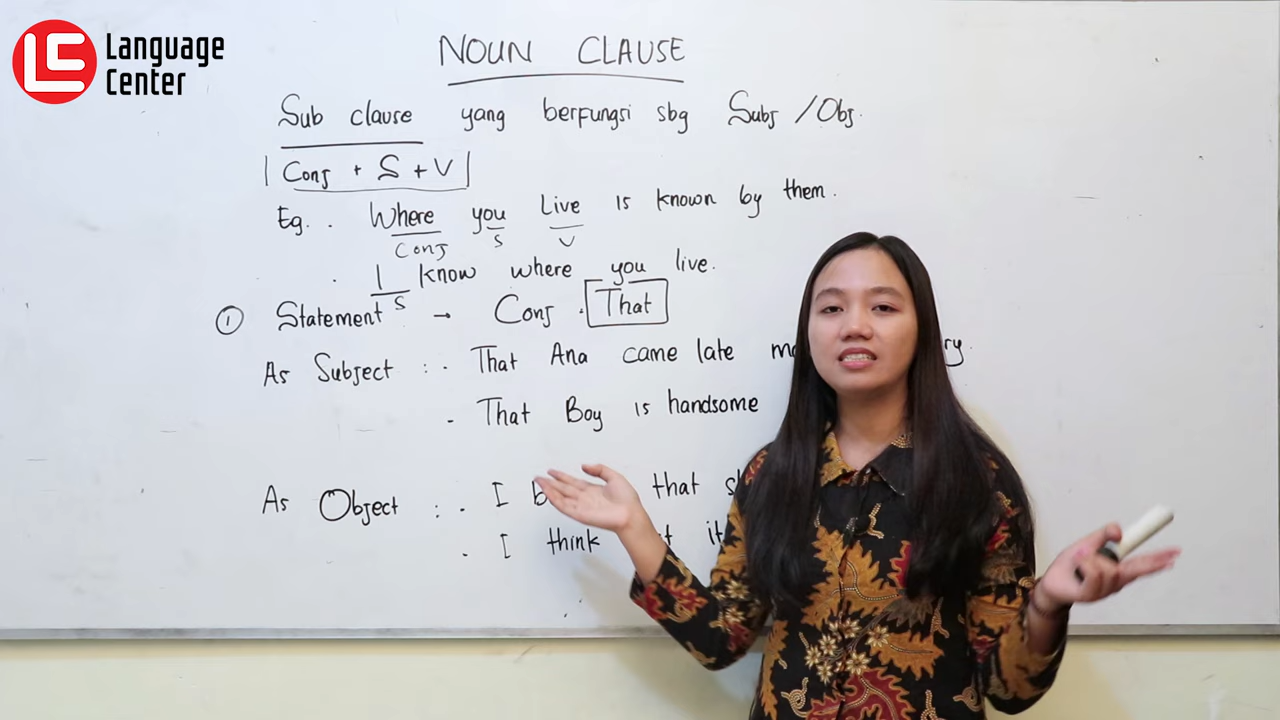 LC Language
Center
NOUN CLAUSE
Sub clause yang berfungsi sbg Subj / Obj.
Conj + S + V
Eg. . Where you Live is known by them.
Conj S V
. I know where you live.
S
① Statement → Conj . That
As Subject : . That Ana came late
. That Boy is handsome
As Object : . I that
. I think it